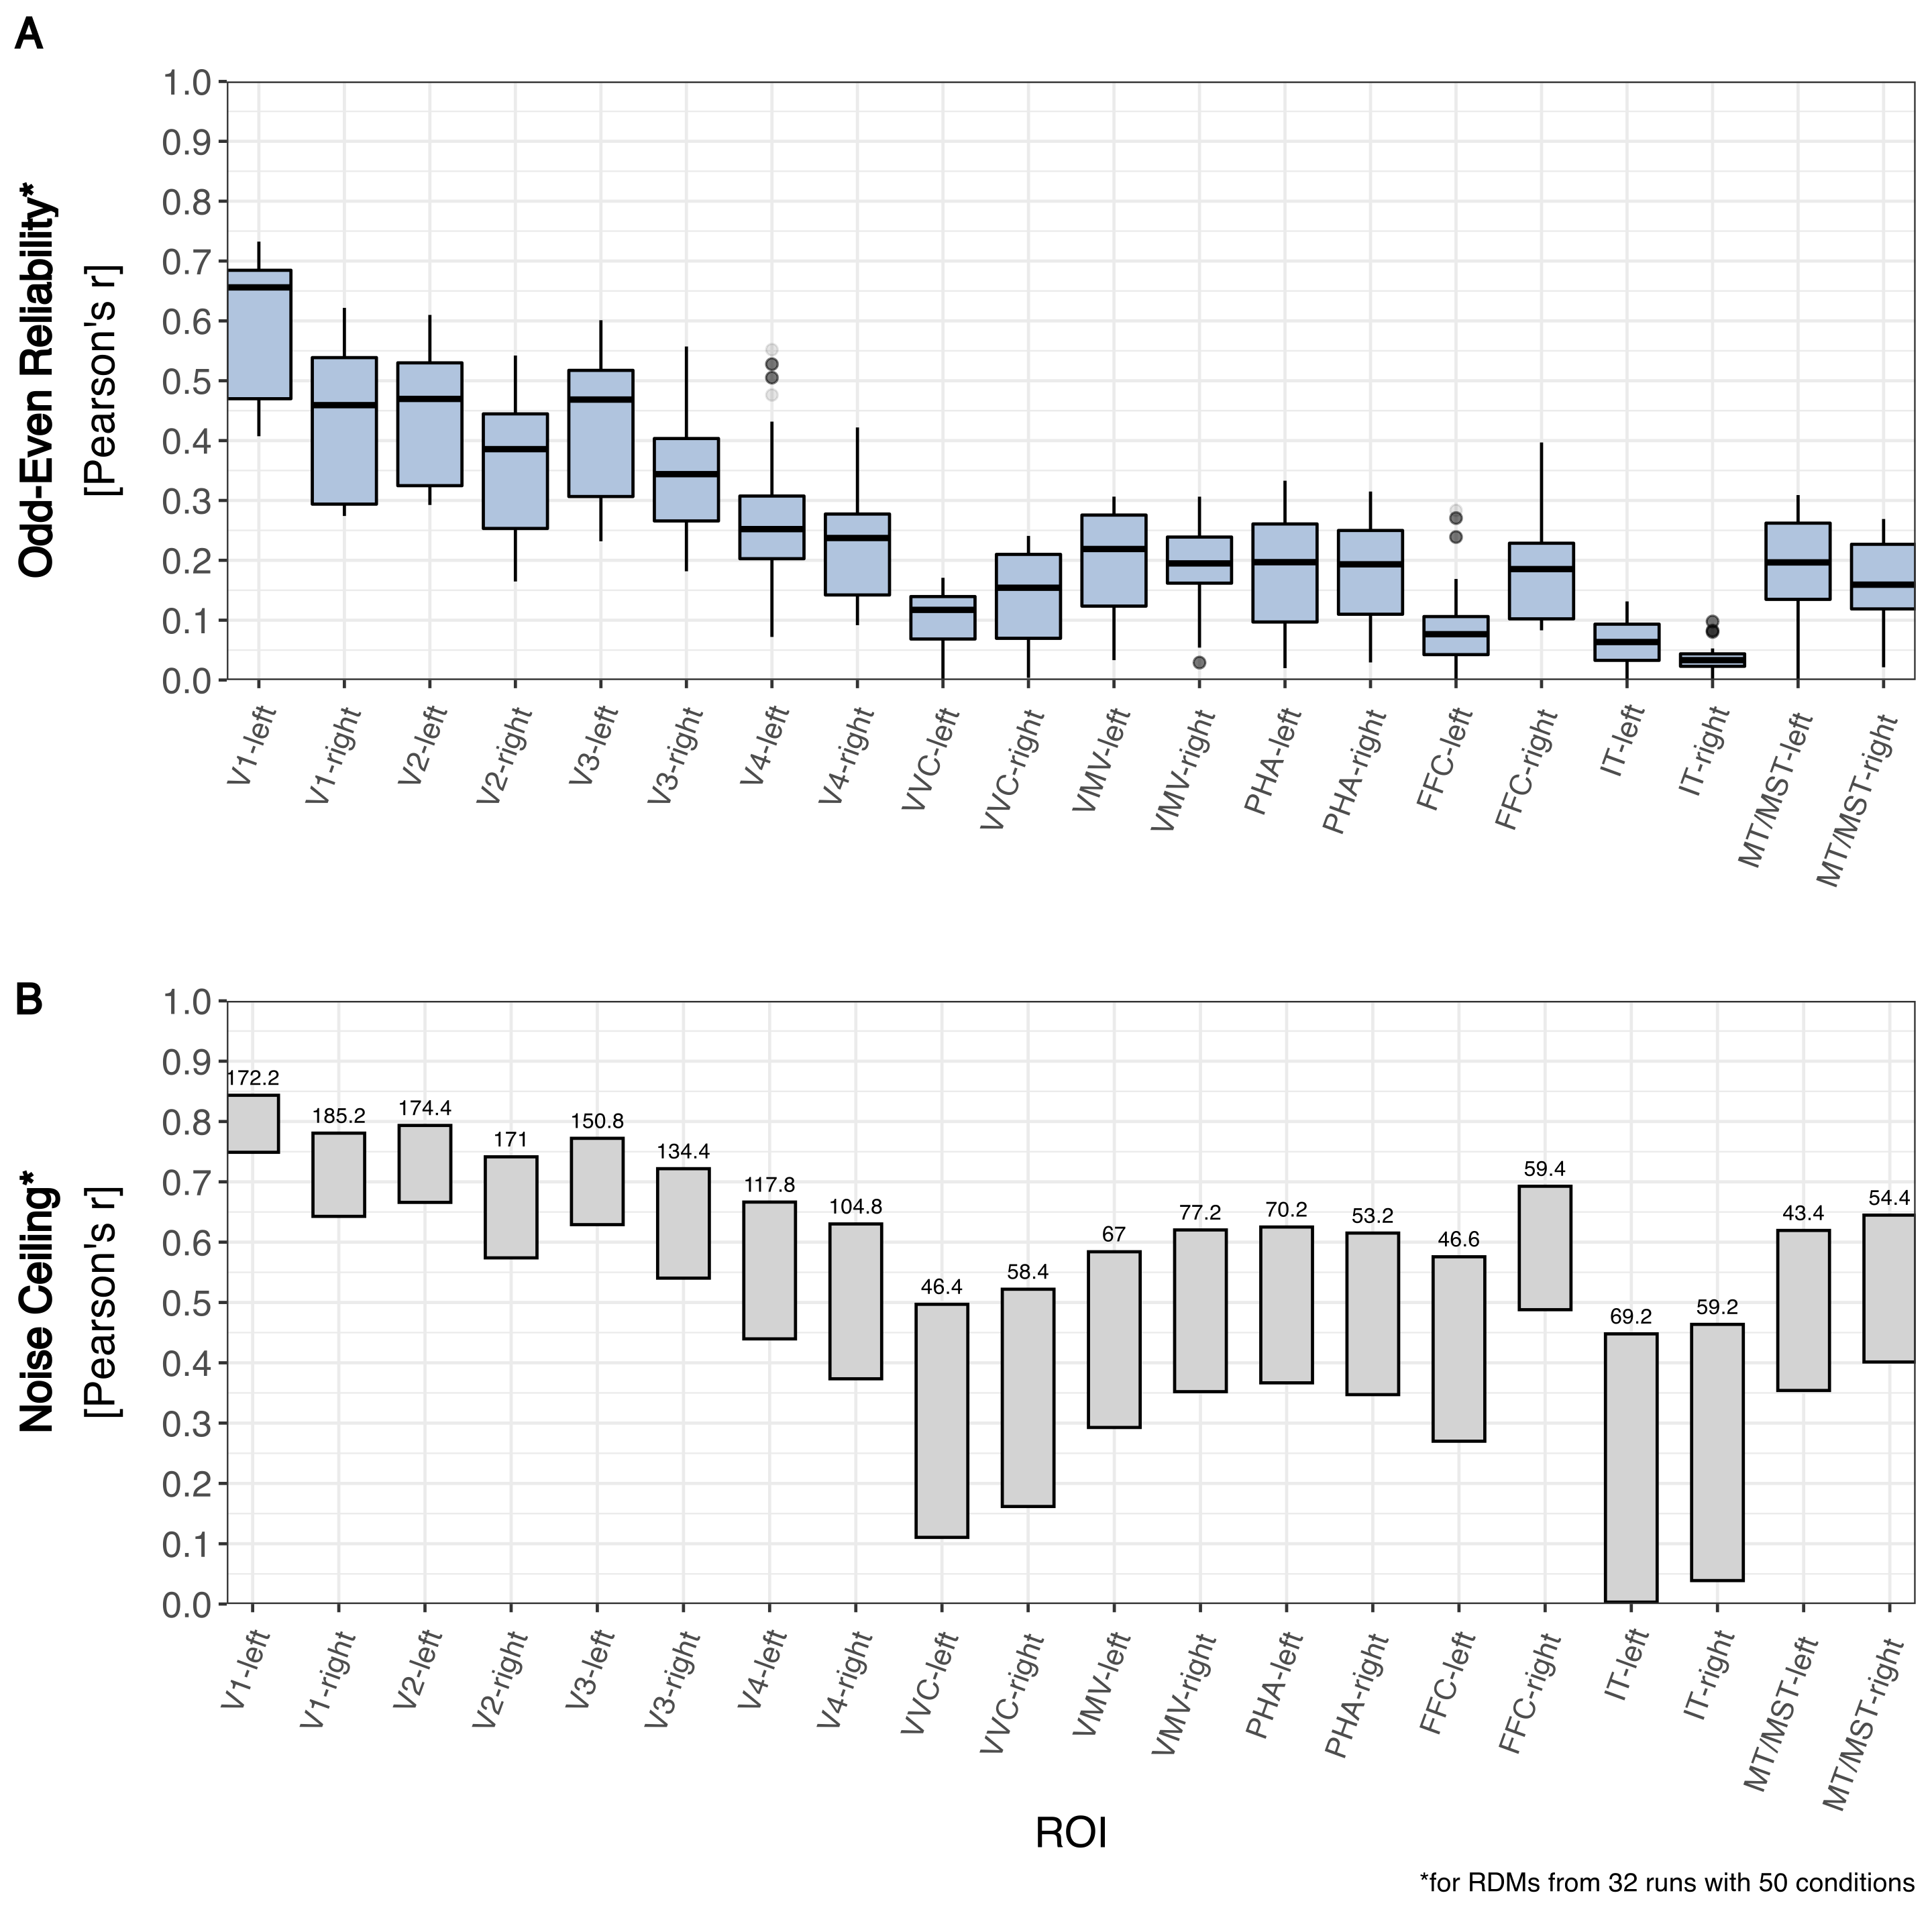 A
Odd-Even Reliability*
[Pearson's r]
1.0
0.9
0.8
0.7
0.6
0.5
0.4
0.3
0.2
0.1
0.0
V1-left
V1-right
V2-left
V2-right
V3-left
V3-right
V4-left
V4-right
VVC-left
VVC-right
VMV-left
VMV-right
PHA-left
PHA-right
FFC-left
FFC-right
IT-left
IT-right
MT/MST-left
MT/MST-right
B
Noise Ceiling*
[Pearson's r]
1.0
0.9
0.8
0.7
0.6
0.5
0.4
0.3
0.2
0.1
0.0
172.2
185.2
174.4
171
150.8
134.4
117.8
104.8
46.4
58.4
67
77.2
70.2
53.2
46.6
59.4
69.2
59.2
43.4
54.4
V1-left
V1-right
V2-left
V2-right
V3-left
V3-right
V4-left
V4-right
VVC-left
VVC-right
VMV-left
VMV-right
PHA-left
PHA-right
FFC-left
FFC-right
IT-left
IT-right
MT/MST-left
MT/MST-right
ROI
*for RDMs from 32 runs with 50 conditions